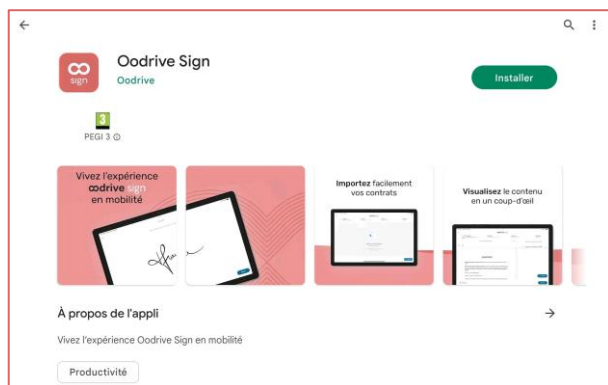 Oodrive Sign
sign
Oodrive
Installer
3
PEGI 3
Vivez l'expérience
oodrive sign
en mobilité
Importez facilement
vos contrats
Visualisez le contenu
en un coup-d'œil
À propos de l'appli
Vivez l'expérience Oodrive Sign en mobilité
Productivité